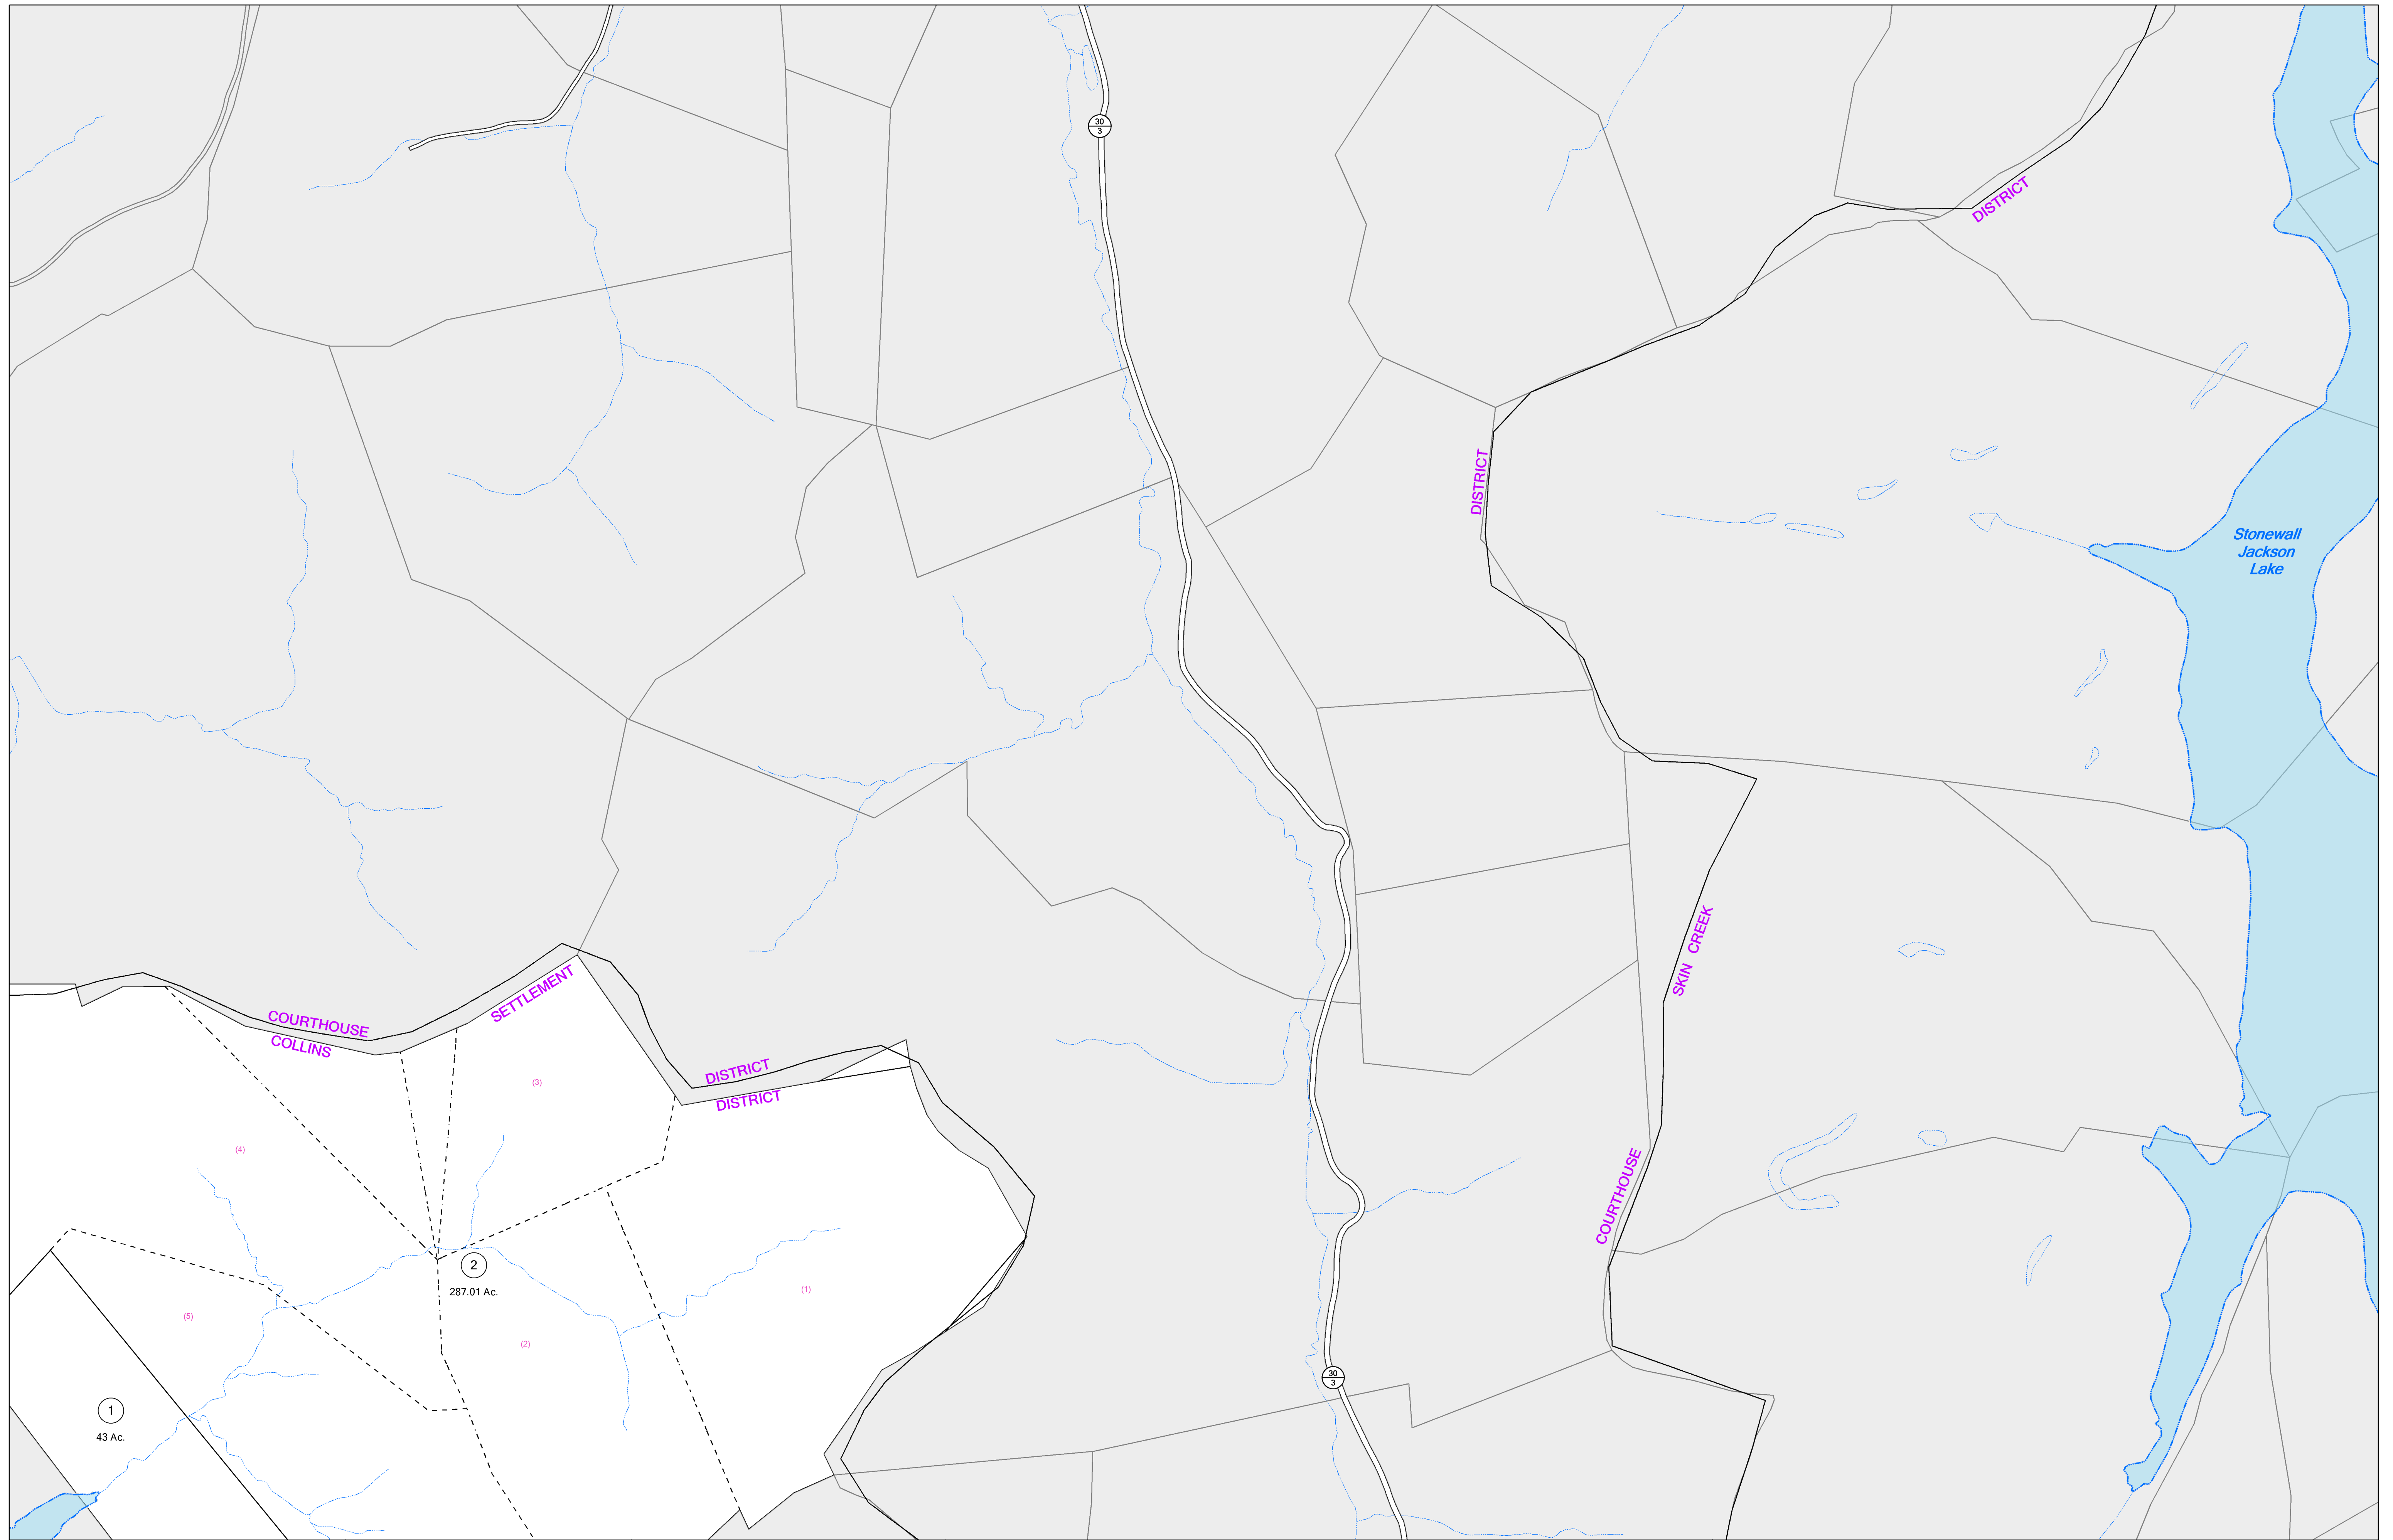 30
3
DISTRICT
DISTRICT
Stonewall
Jackson
Lake
SKIN CREEK
COURTHOUSE
SETTLEMENT
COURTHOUSE
COLLINS
DISTRICT
DISTRICT
(3)
(4)
2
287.01 Ac.
(1)
(5)
(2)
30
3
1
43 Ac.